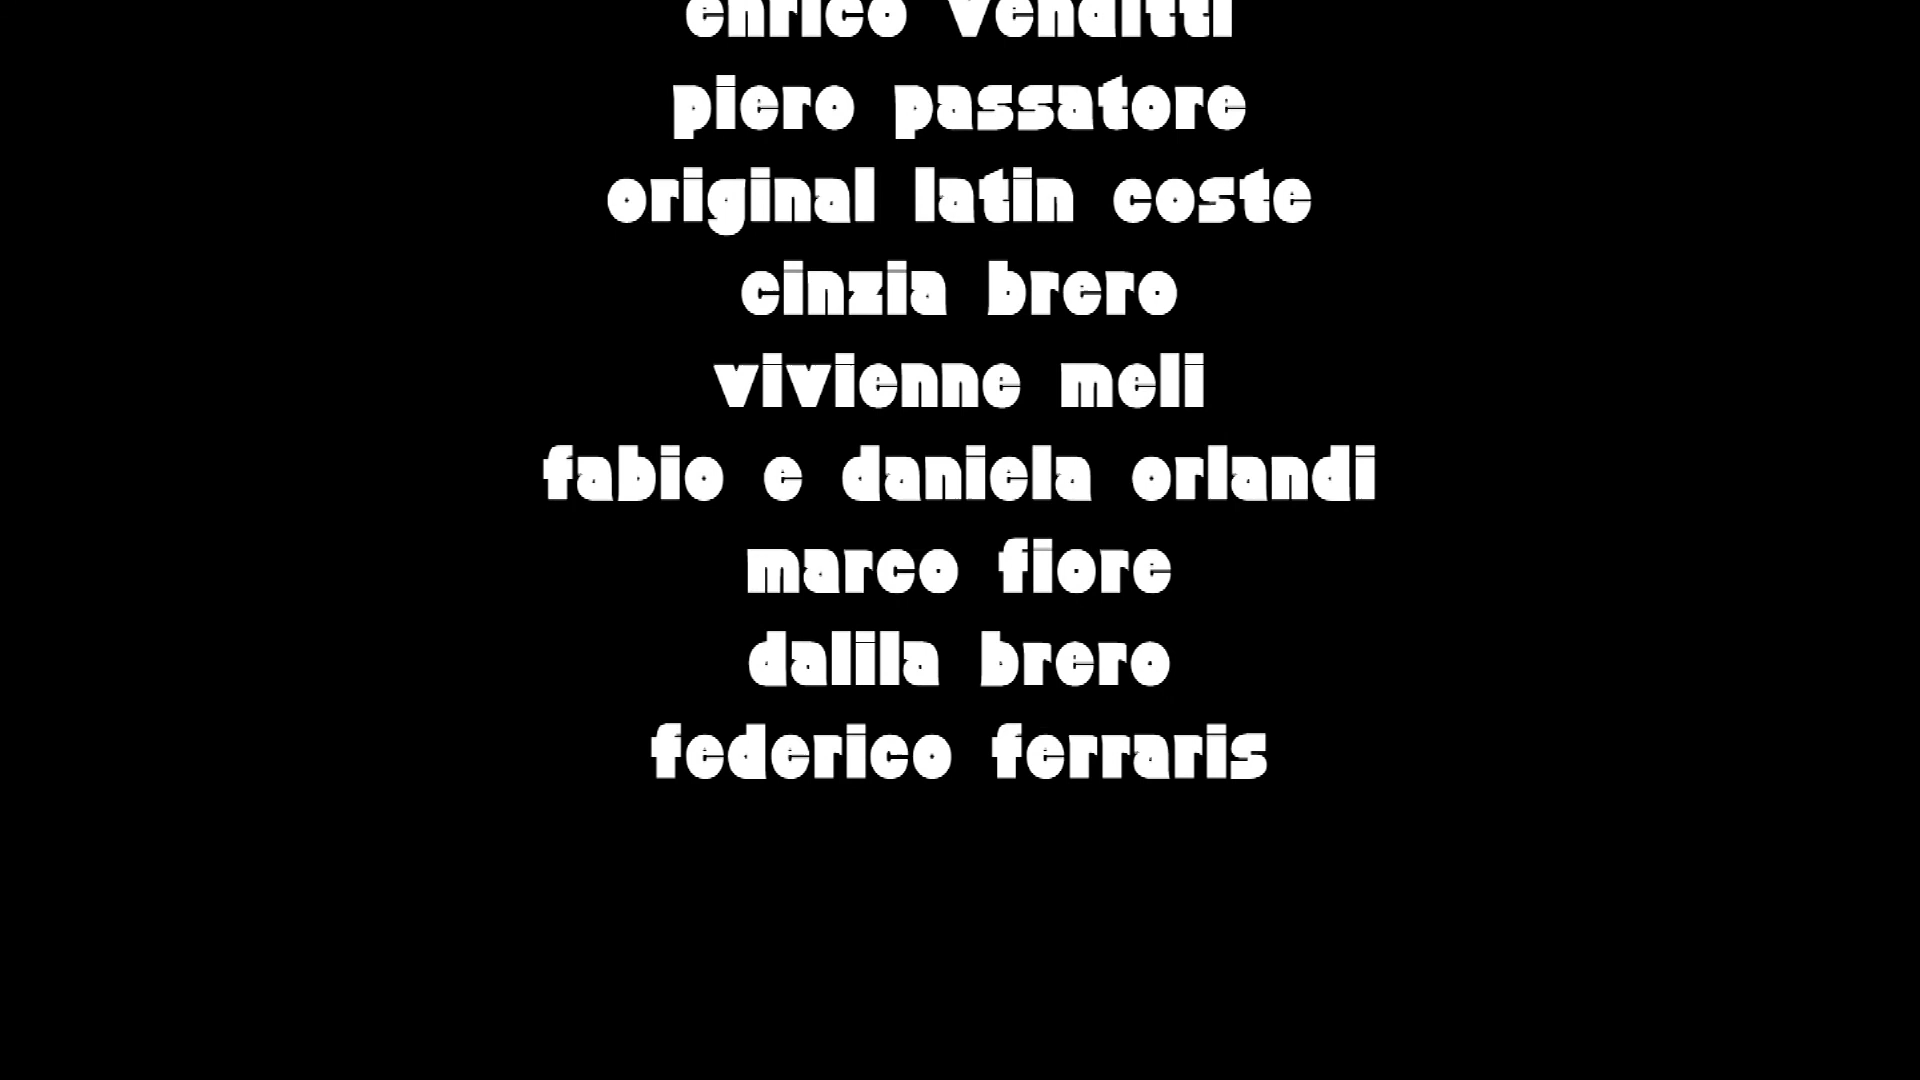 enrico venditti
piero passatore
original latin coste
cinzia brero
vivienne meli
fabio e daniela orlandi
marco fiore
dalila brero
federico ferraris